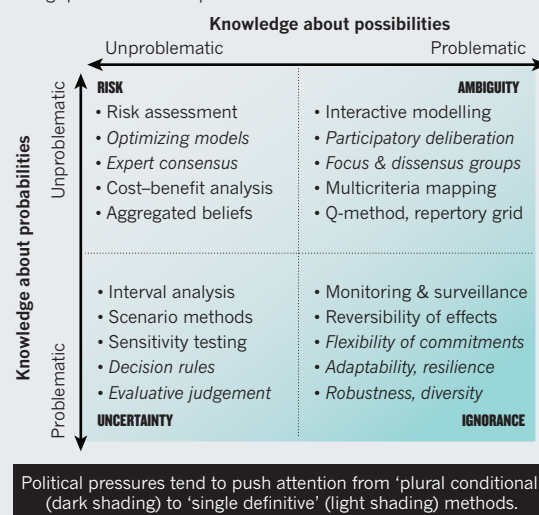 Knowledge about possibilities
Unproblematic
Problematic
Knowledge about probabilities
Unproblematic
Problematic
RISK
• Risk assessment
• Optimizing models
• Expert consensus
• Cost–benefit analysis
• Aggregated beliefs
AMBIGUITY
• Interactive modelling
• Participatory deliberation
• Focus & dissensus groups
• Multicriteria mapping
• Q-method, repertory grid
• Interval analysis
• Scenario methods
• Sensitivity testing
• Decision rules
• Evaluative judgement
UNCERTAINTY
• Monitoring & surveillance
• Reversibility of effects
• Flexibility of commitments
• Adaptability, resilience
• Robustness, diversity
IGNORANCE
Political pressures tend to push attention from ‘plural conditional
(dark shading) to ‘single definitive’ (light shading) methods.